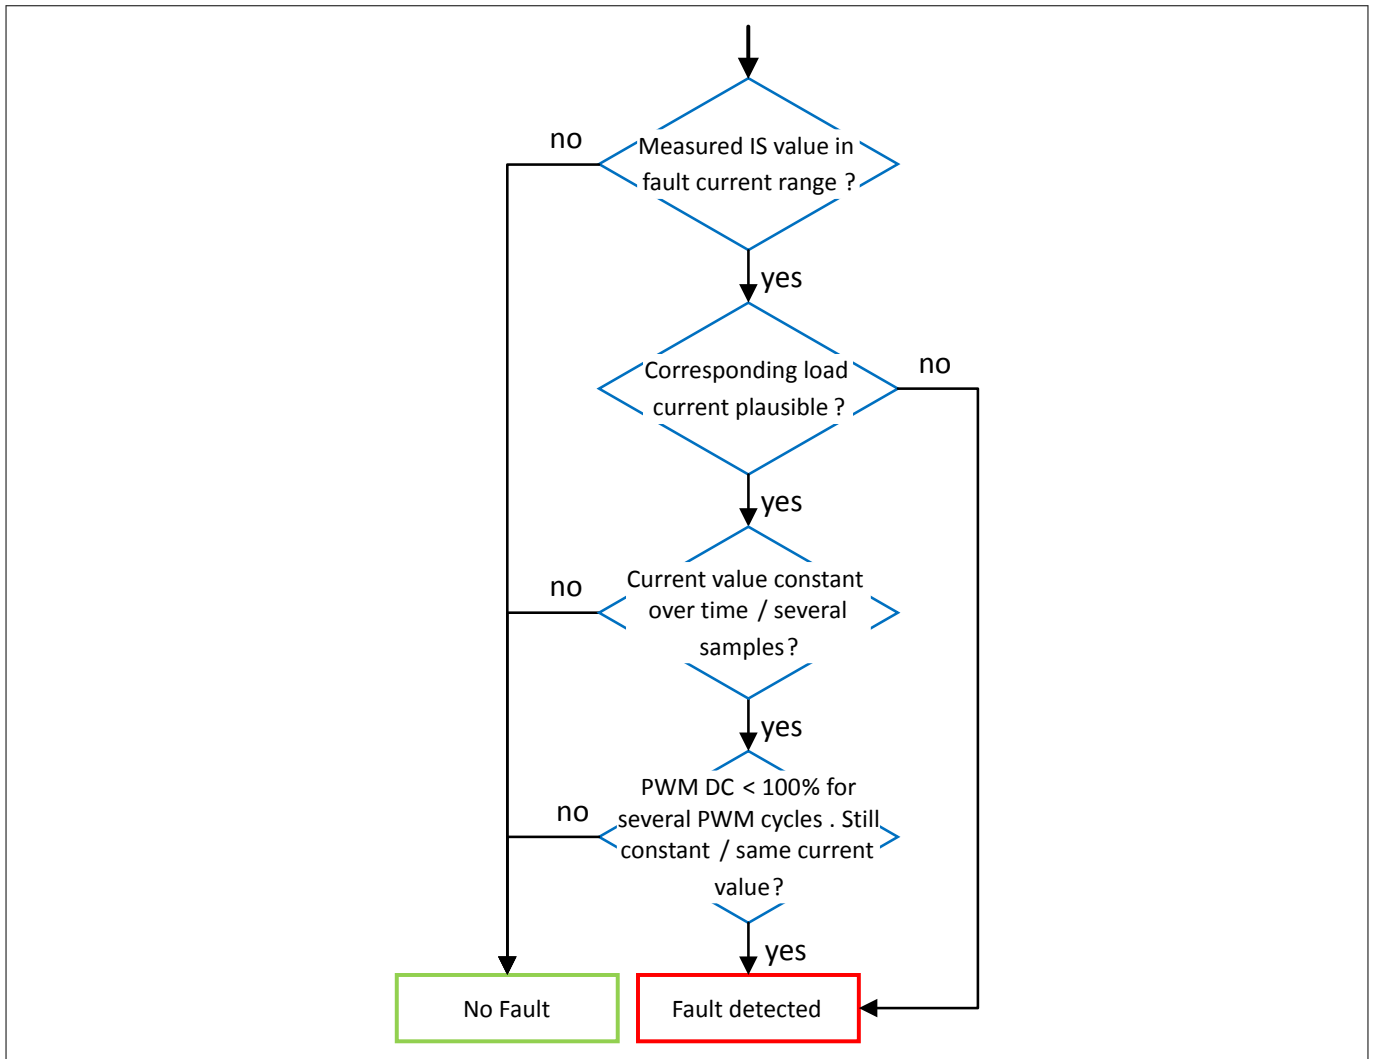 no
Measured IS value in
fault current range ?
yes
Corresponding load
current plausible ?
no
yes
no
Current value constant
over time / several
samples?
yes
no
PWM DC < 100% for
several PWM cycles . Still
constant / same current
value?
yes
No Fault
Fault detected